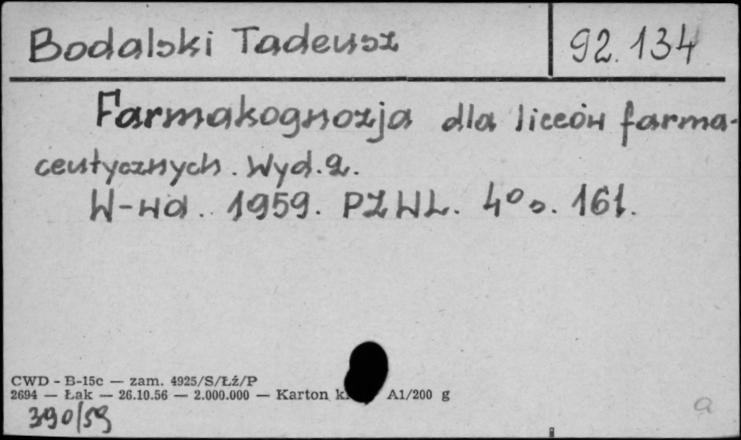 Bodalski Tadeusz 92.134
Farmakognozja dla liceów farma-
ceutycznych. Wyd. 2.
W-wa. 1959. PZWL. 4° s. 161.
CWD - B-15c — zam. 4925/S/Łź/P
2694 — Łak — 26.10.56 — 2.000.000 — Karton A1/200 g
390/59
a